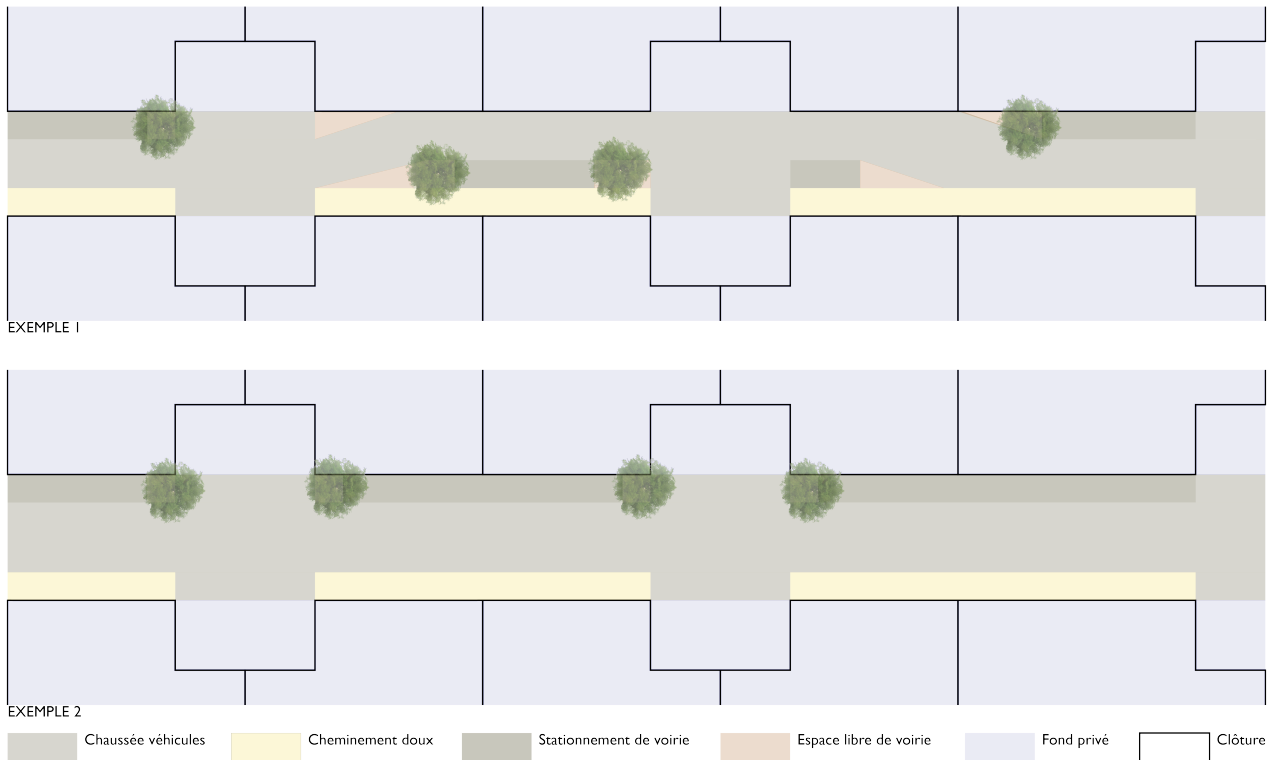 EXEMPLE 1
EXEMPLE 2
Chaussée véhicules
Cheminement doux
Stationnement de voirie
Espace libre de voirie
Fond privé
Clôture